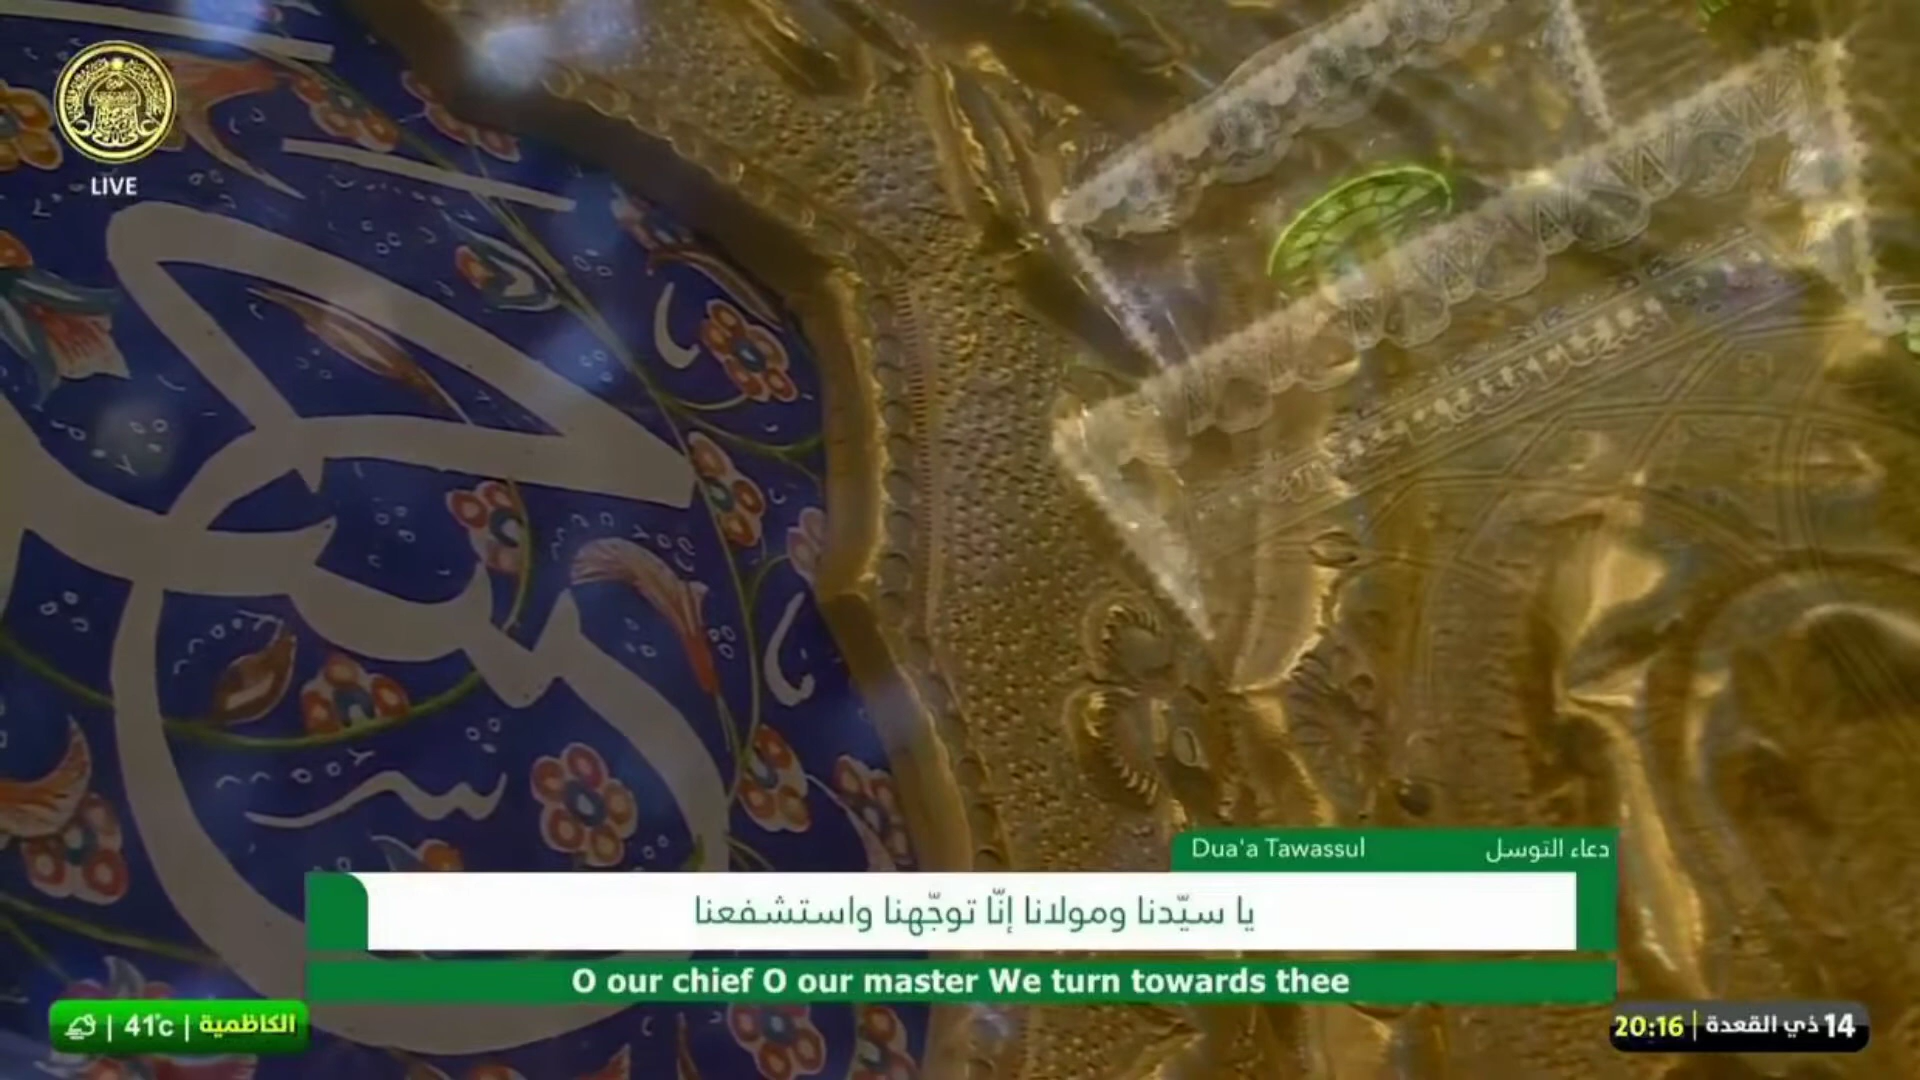 LIVE
Dua'a Tawassul
دعاء التوسل
يا سيّدنا ومولانا إنّا توجّهنا واستشفعنا
O our chief O our master We turn towards thee
الكاظمية | 41°c |
14 ذي القعدة | 20:16